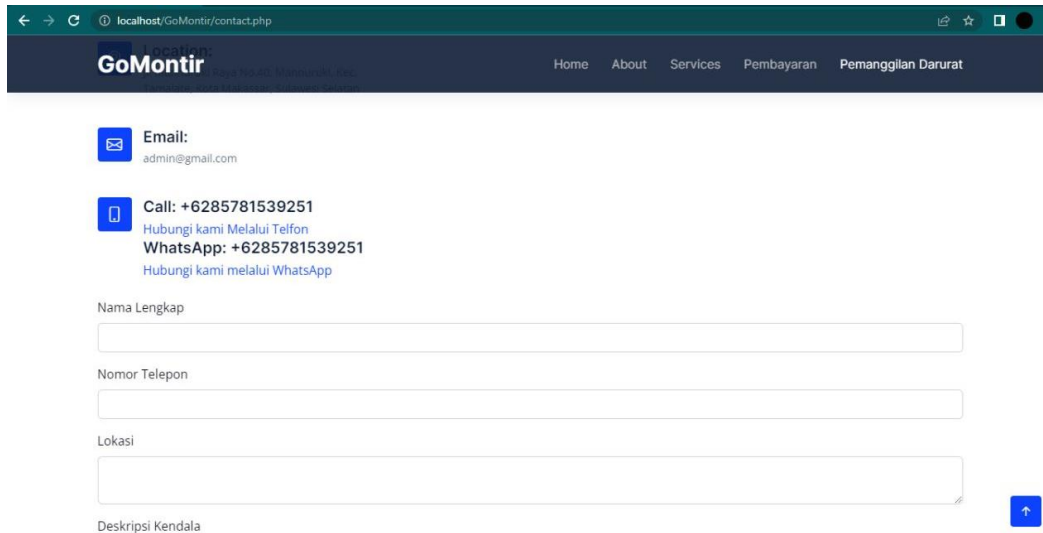 localhost/GoMontir/contact.php
Location:
GoMontir
Home About Services Pembayaran Pemanggilan Darurat
Email:
admin@gmail.com
Call: +6285781539251
Hubungi kami Melalui Telfon
WhatsApp: +6285781539251
Hubungi kami melalui WhatsApp
Nama Lengkap
Nomor Telepon
Lokasi
Deskripsi Kendala